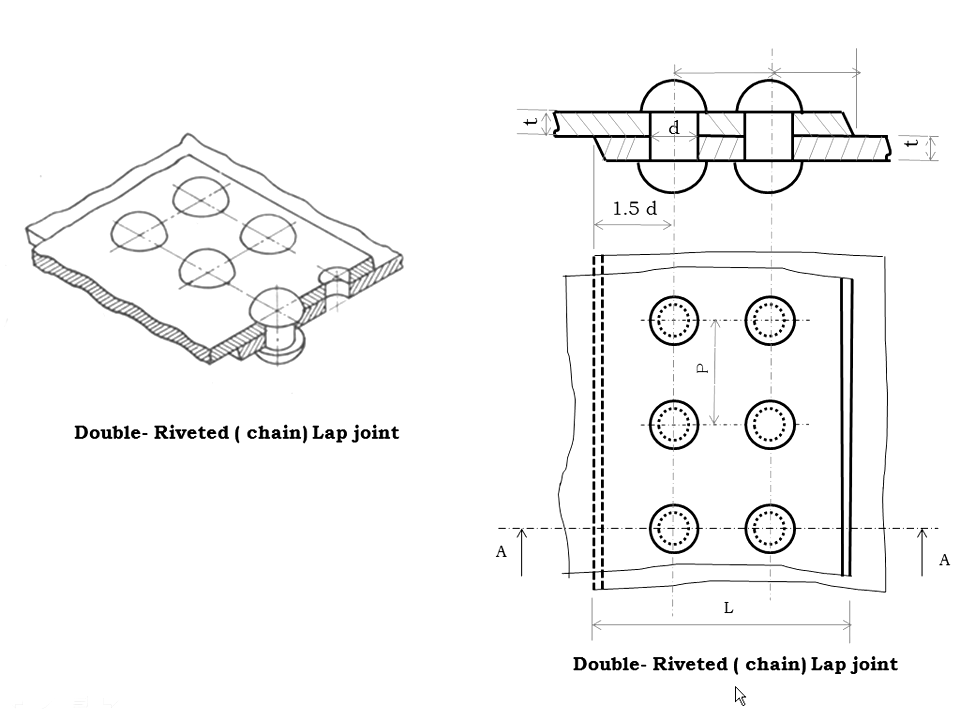 t
d
t
1.5 d
P
Double- Riveted ( chain) Lap joint
A
A
L
Double- Riveted ( chain) Lap joint